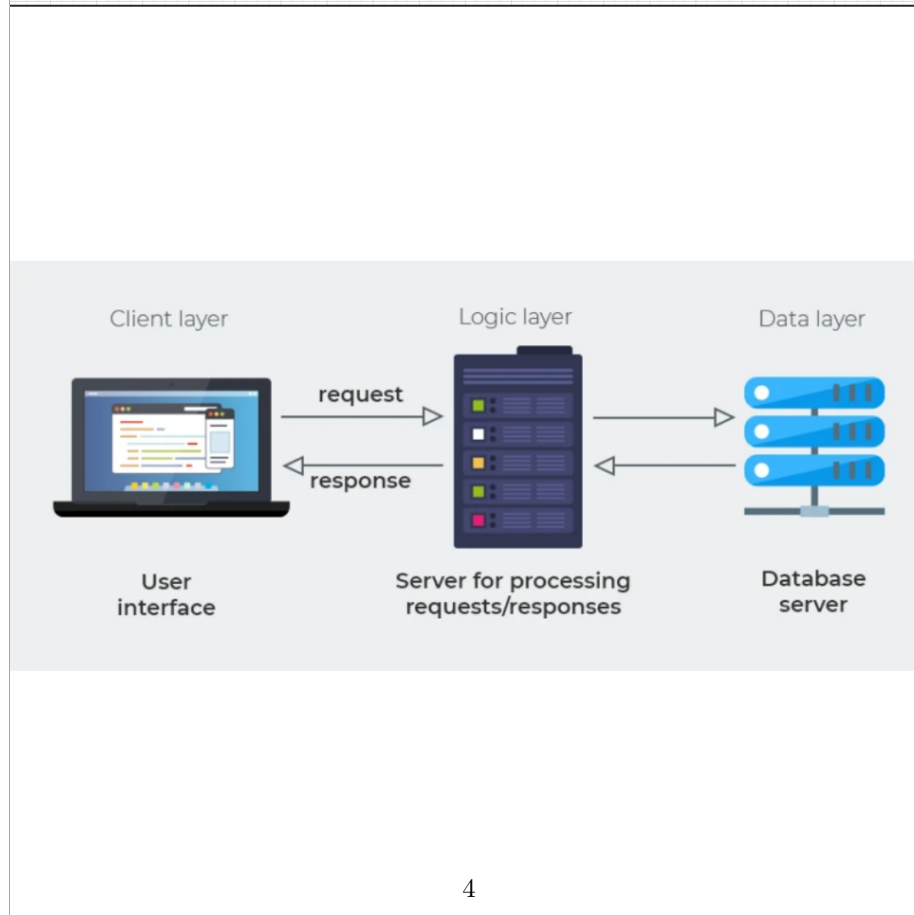 Client layer
Logic layer
Data layer
request
response
User
interface
Server for processing
requests/responses
Database
server
4